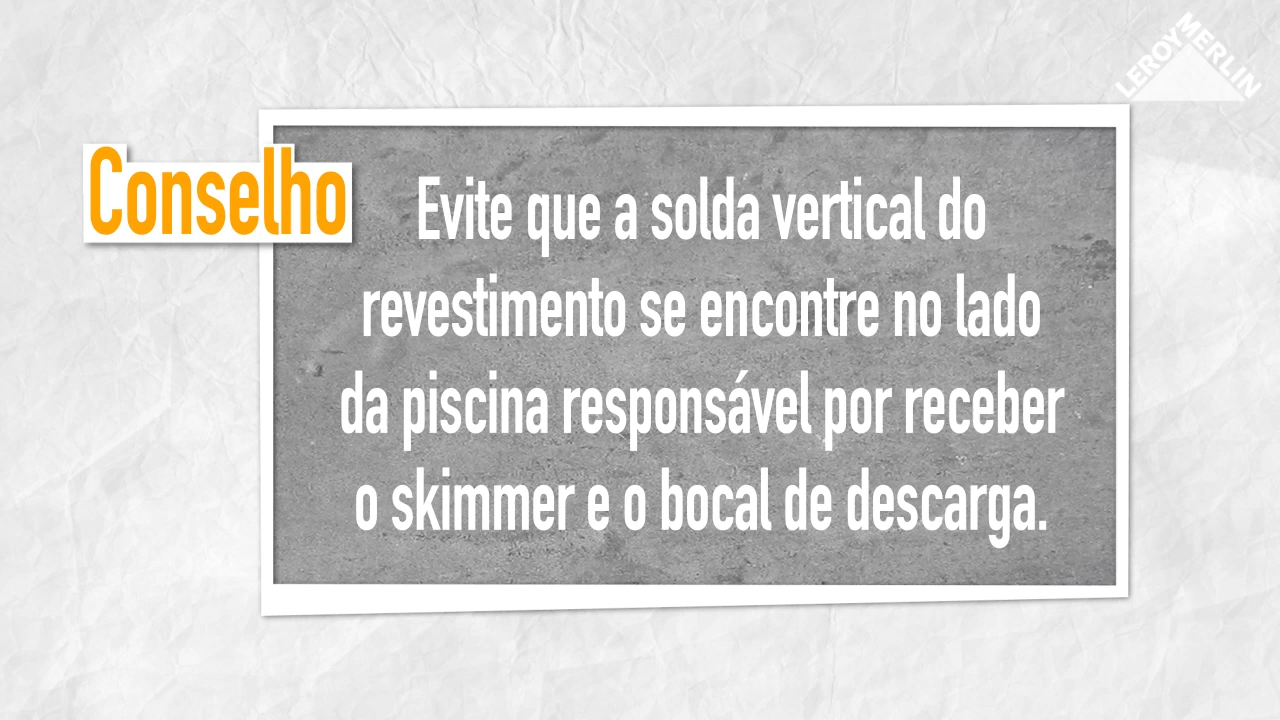 LEROY MERLIN
Conselho
Evite que a solda vertical do
revestimento se encontre no lado
da piscina responsável por receber
o skimmer e o bocal de descarga.